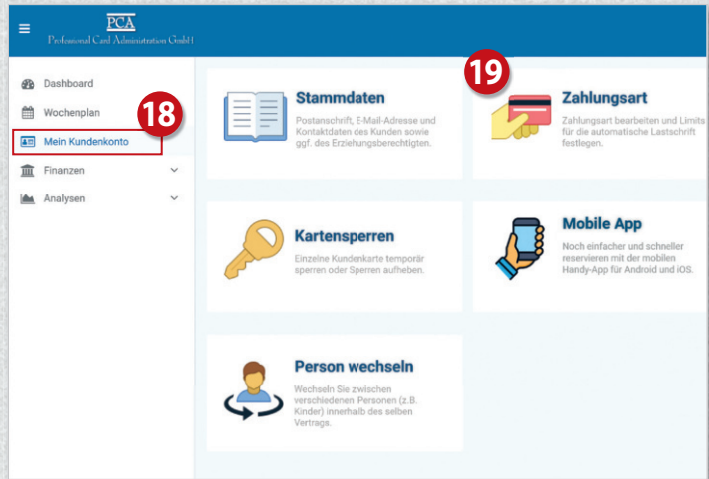 PCA
Professional Card Administration GmbH
Dashboard
Wochenplan
18
Mein Kundenkonto
Finanzen
Analysen
Stammdaten
Postanschrift, E-Mail-Adresse und
Kontaktdaten des Kunden sowie
ggf. des Erziehungsberechtigten.
19
Zahlungsart
Zahlungsart bearbeiten und Limits
für die automatische Lastschrift
festlegen.
Kartensperren
Einzelne Kundenkarte temporär
sperren oder Sperren aufheben.
Mobile App
Noch einfacher und schneller
reservieren mit der mobilen
Handy-App für Android und iOS.
Person wechseln
Wechseln Sie zwischen
verschiedenen Personen (z.B.
Kinder) innerhalb des selben
Vertrags.